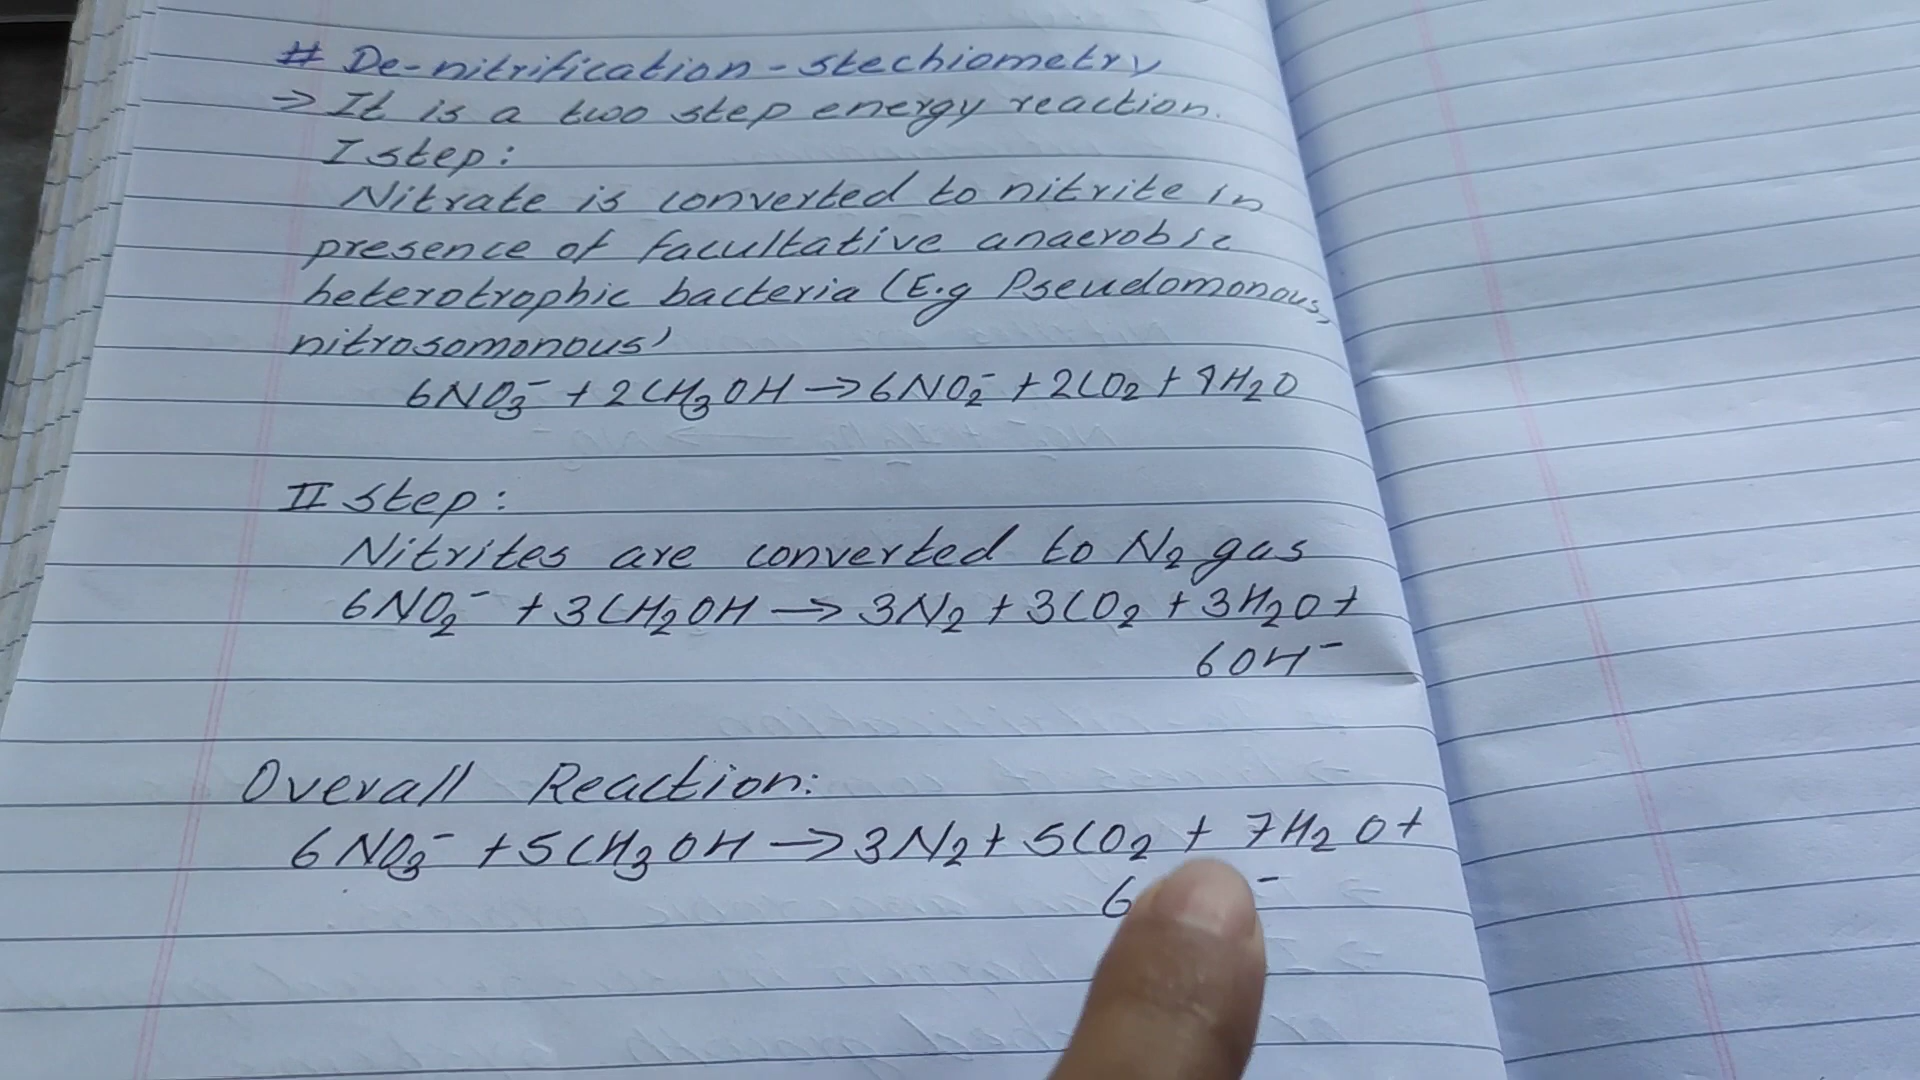 # De-nitrification-stechiometry
→ It is a two step energy reaction.
I step:
Nitrate is converted to nitrite in
presence of facultative anaerobic
heterotrophic bacteria (E.g Pseudomonous,
nitrosomonous)
6NO₃⁻ + 2CH₃OH → 6NO₂⁻ + 2CO₂ + 4H₂O
II step:
Nitrites are converted to N₂ gas
6NO₂⁻ + 3CH₂OH → 3N₂ + 3CO₂ + 3H₂O +
6OH⁻
Overall Reaction:
6NO₃⁻ + 5CH₃OH → 3N₂ + 5CO₂ + 7H₂O +
6 ⁻